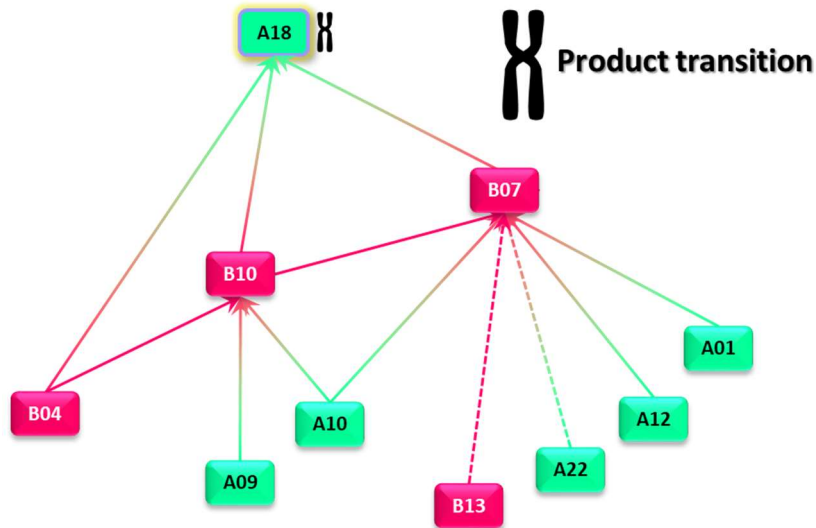 A18
Product transition
B07
B10
A01
B04
A10
A12
A09
A22
B13